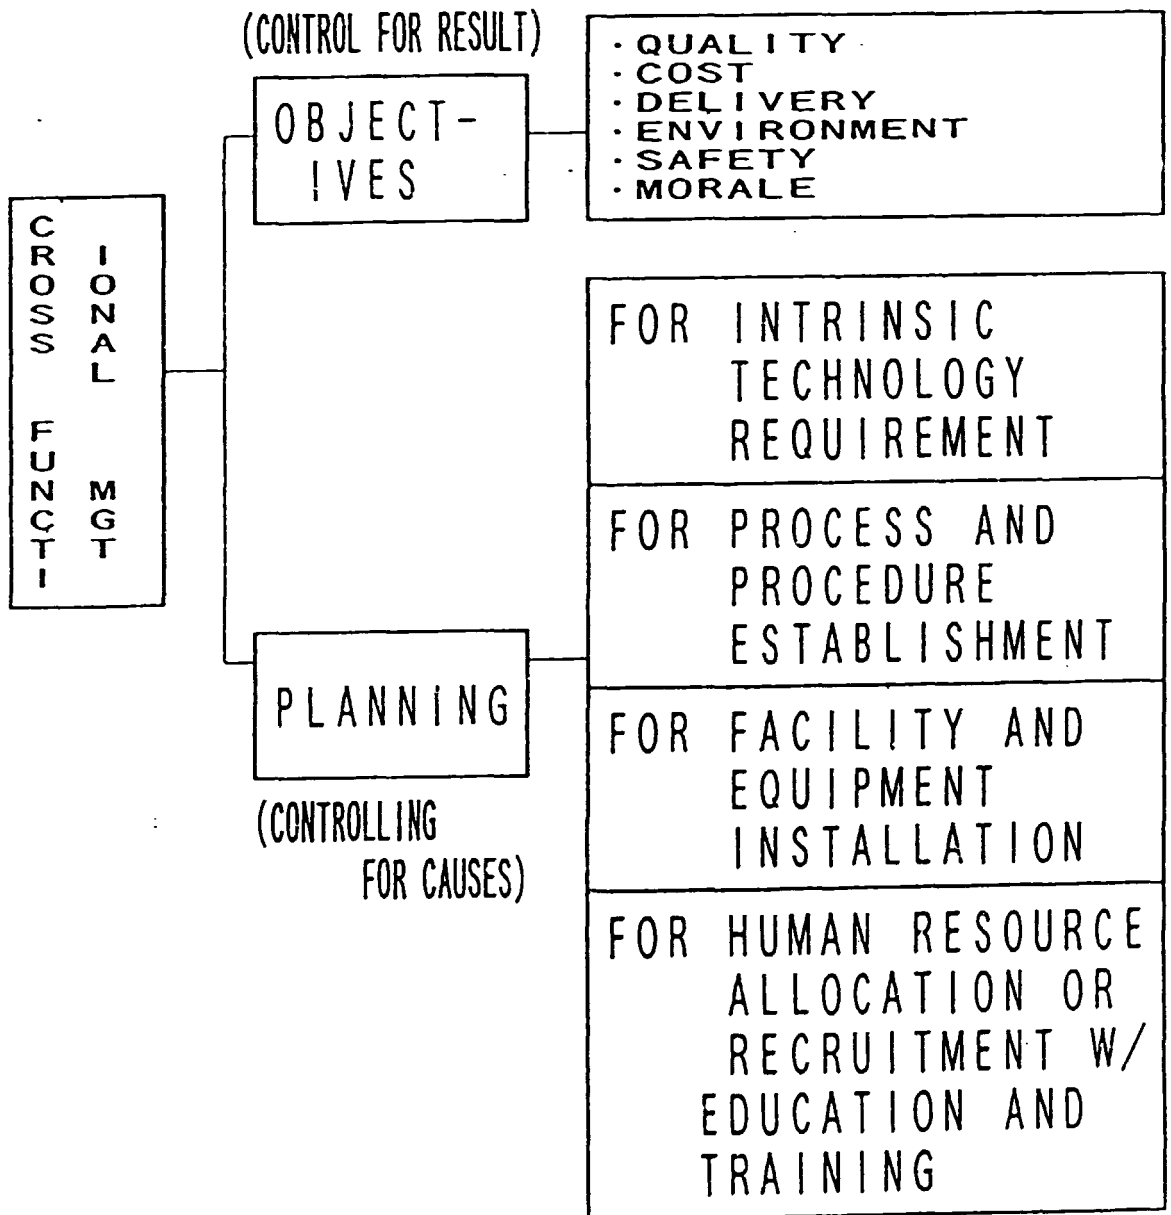 (CONTROL FOR RESULT)
OBJECT-
IVES
· QUALITY
· COST
· DELIVERY
· ENVIRONMENT
· SAFETY
· MORALE
CROSS FUNCTI
IONAL MGT
FOR INTRINSIC
TECHNOLOGY
REQUIREMENT
FOR PROCESS AND
PROCEDURE
ESTABLISHMENT
PLANNING
(CONTROLLING
FOR CAUSES)
FOR FACILITY AND
EQUIPMENT
INSTALLATION
FOR HUMAN RESOURCE
ALLOCATION OR
RECRUITMENT W/
EDUCATION AND
TRAINING